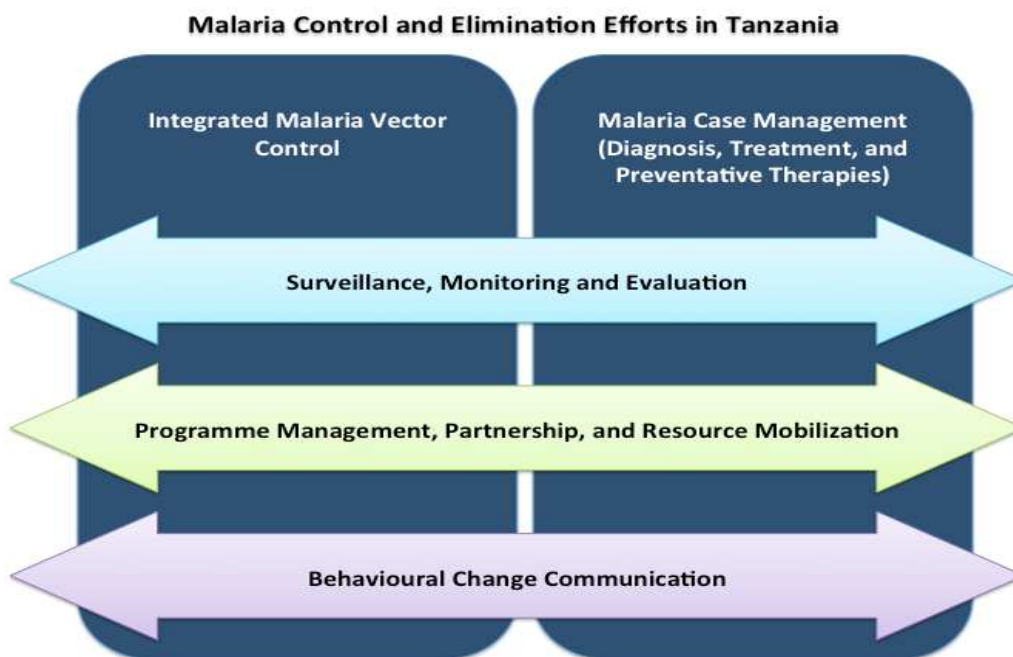 Malaria Control and Elimination Efforts in Tanzania
Integrated Malaria Vector
Control
Malaria Case Management
(Diagnosis, Treatment, and
Preventative Therapies)
Surveillance, Monitoring and Evaluation
Programme Management, Partnership, and Resource Mobilization
Behavioural Change Communication